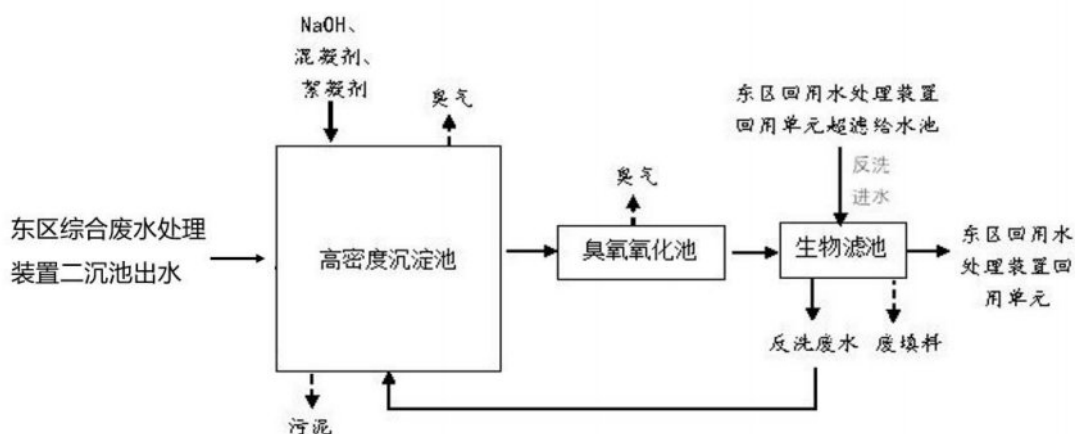 NaOH、
混凝剂、
絮凝剂
臭气
东区回用水处理装置
回用单元超滤给水池
反洗
进水
臭气
东区综合废水处理
装置二沉池出水
高密度沉淀池
臭氧氧化池
生物滤池
东区回用水
处理装置回
用单元
反洗废水
废填料
污泥